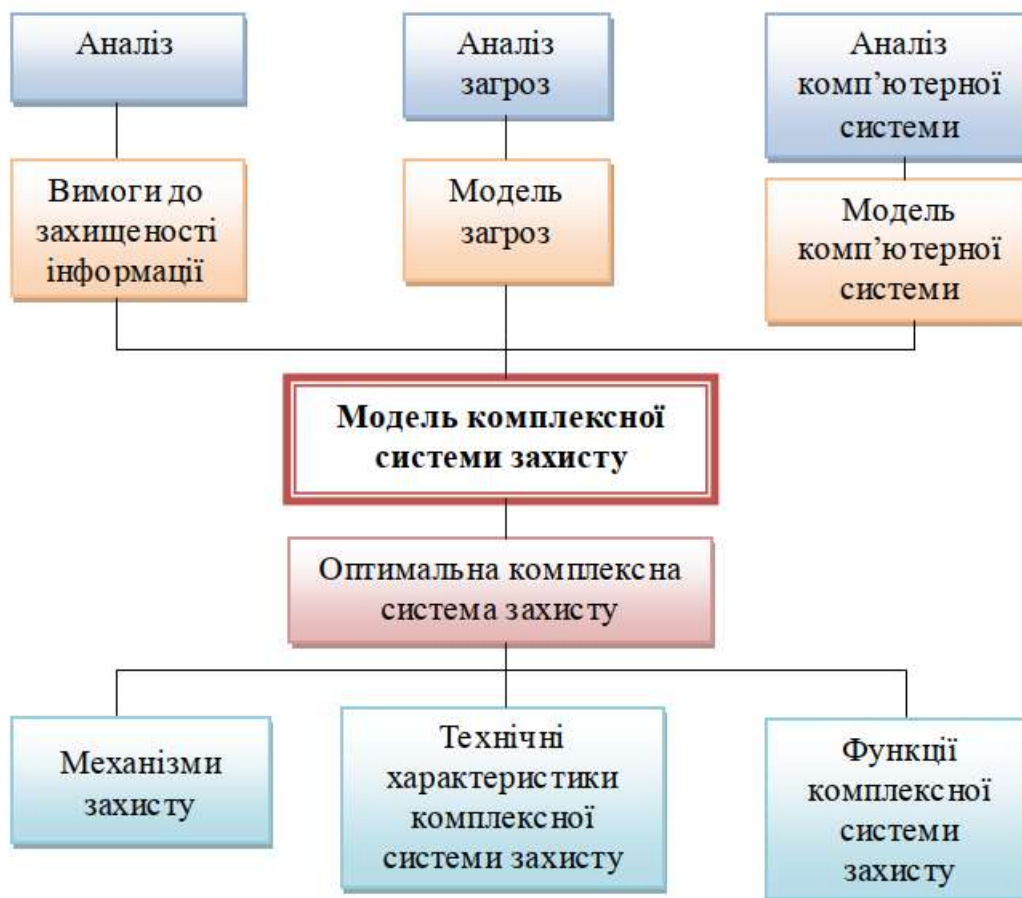 Аналіз
Аналіз
загроз
Аналіз
комп’ютерної
системи
Вимоги до
захищеності
інформації
Модель
загроз
Модель
комп’ютерної
системи
Модель комплексної
системи захисту
Оптимальна комплексна
система захисту
Механізми
захисту
Технічні
характеристики
комплексної
системи захисту
Функції
комплексної
системи
захисту